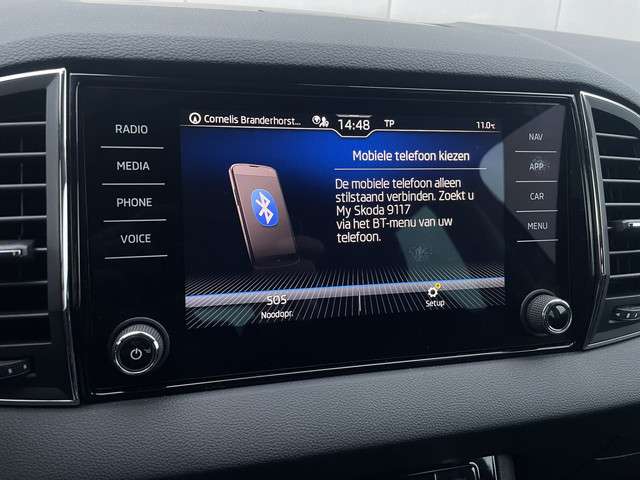 Cornelis Branderhorst... 14:48 TP 11.0°
RADIO
MEDIA
PHONE
VOICE
Mobiele telefoon kiezen
De mobiele telefoon alleen
stilstaand verbinden. Zoekt u
My Skoda 9117
via het BT-menu van uw
telefoon.
505
Noodopr.
Setup
NAV
APP
CAR
MENU